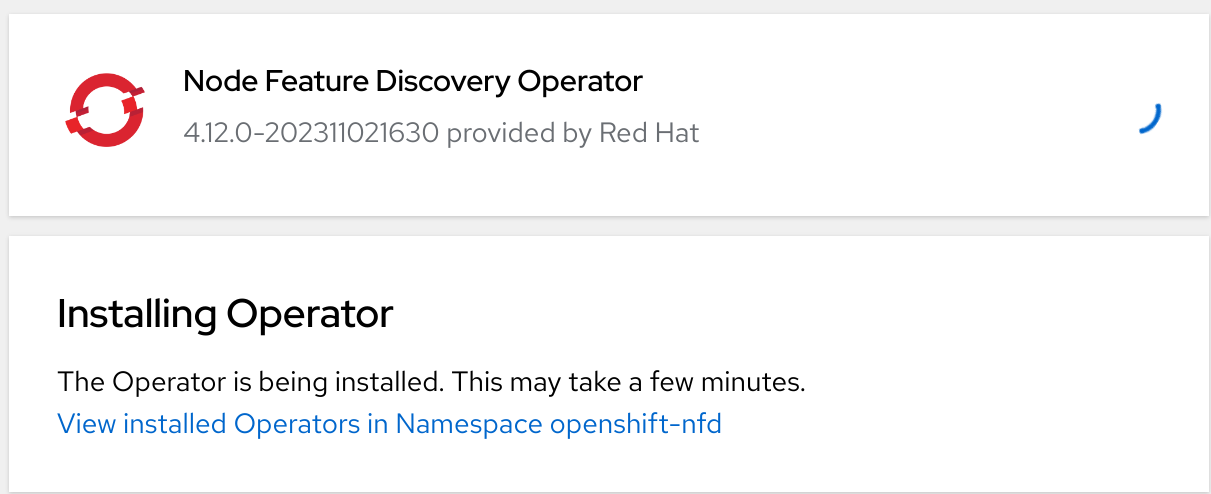 Node Feature Discovery Operator
4.12.0-202311021630 provided by Red Hat
Installing Operator
The Operator is being installed. This may take a few minutes.
View installed Operators in Namespace openshift-nfd